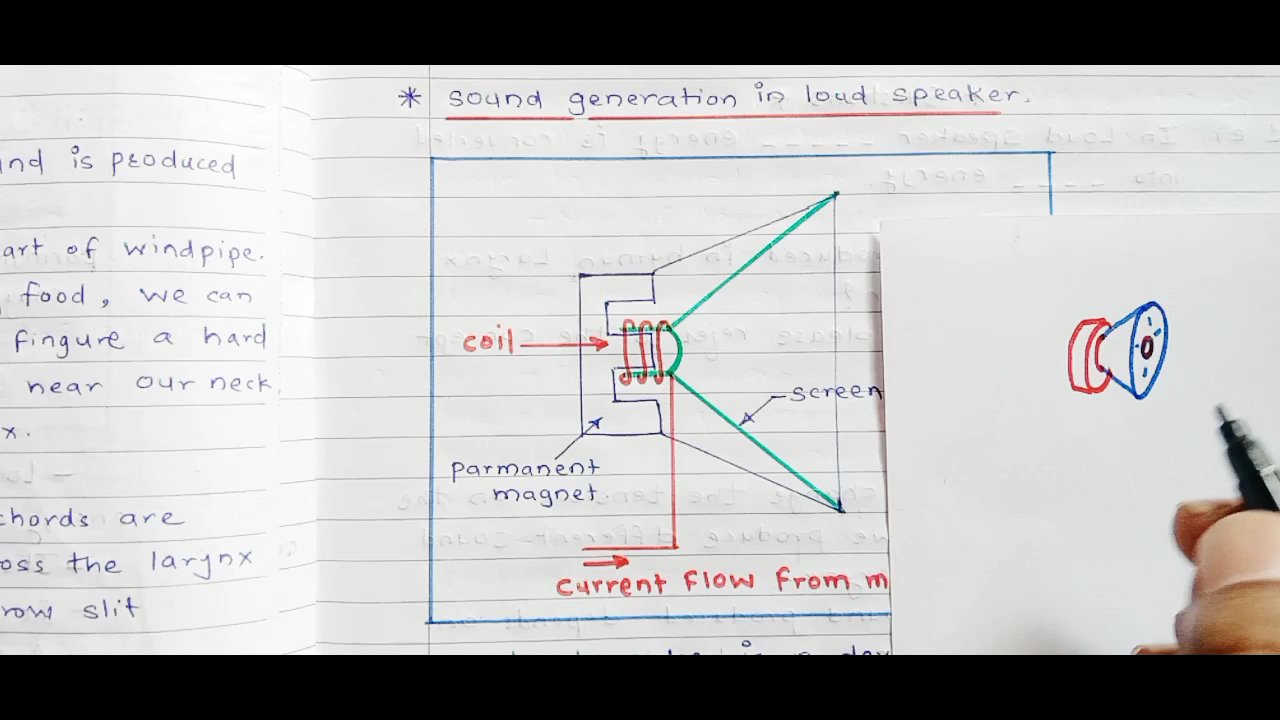 und is produced
art of windpipe.
food, we can
fingure a hard
near our neck.
x.
chords are
oss the larynx
row slit
* sound generation in loud speaker.
coil
screen
parmanent
magnet.
current flow from m